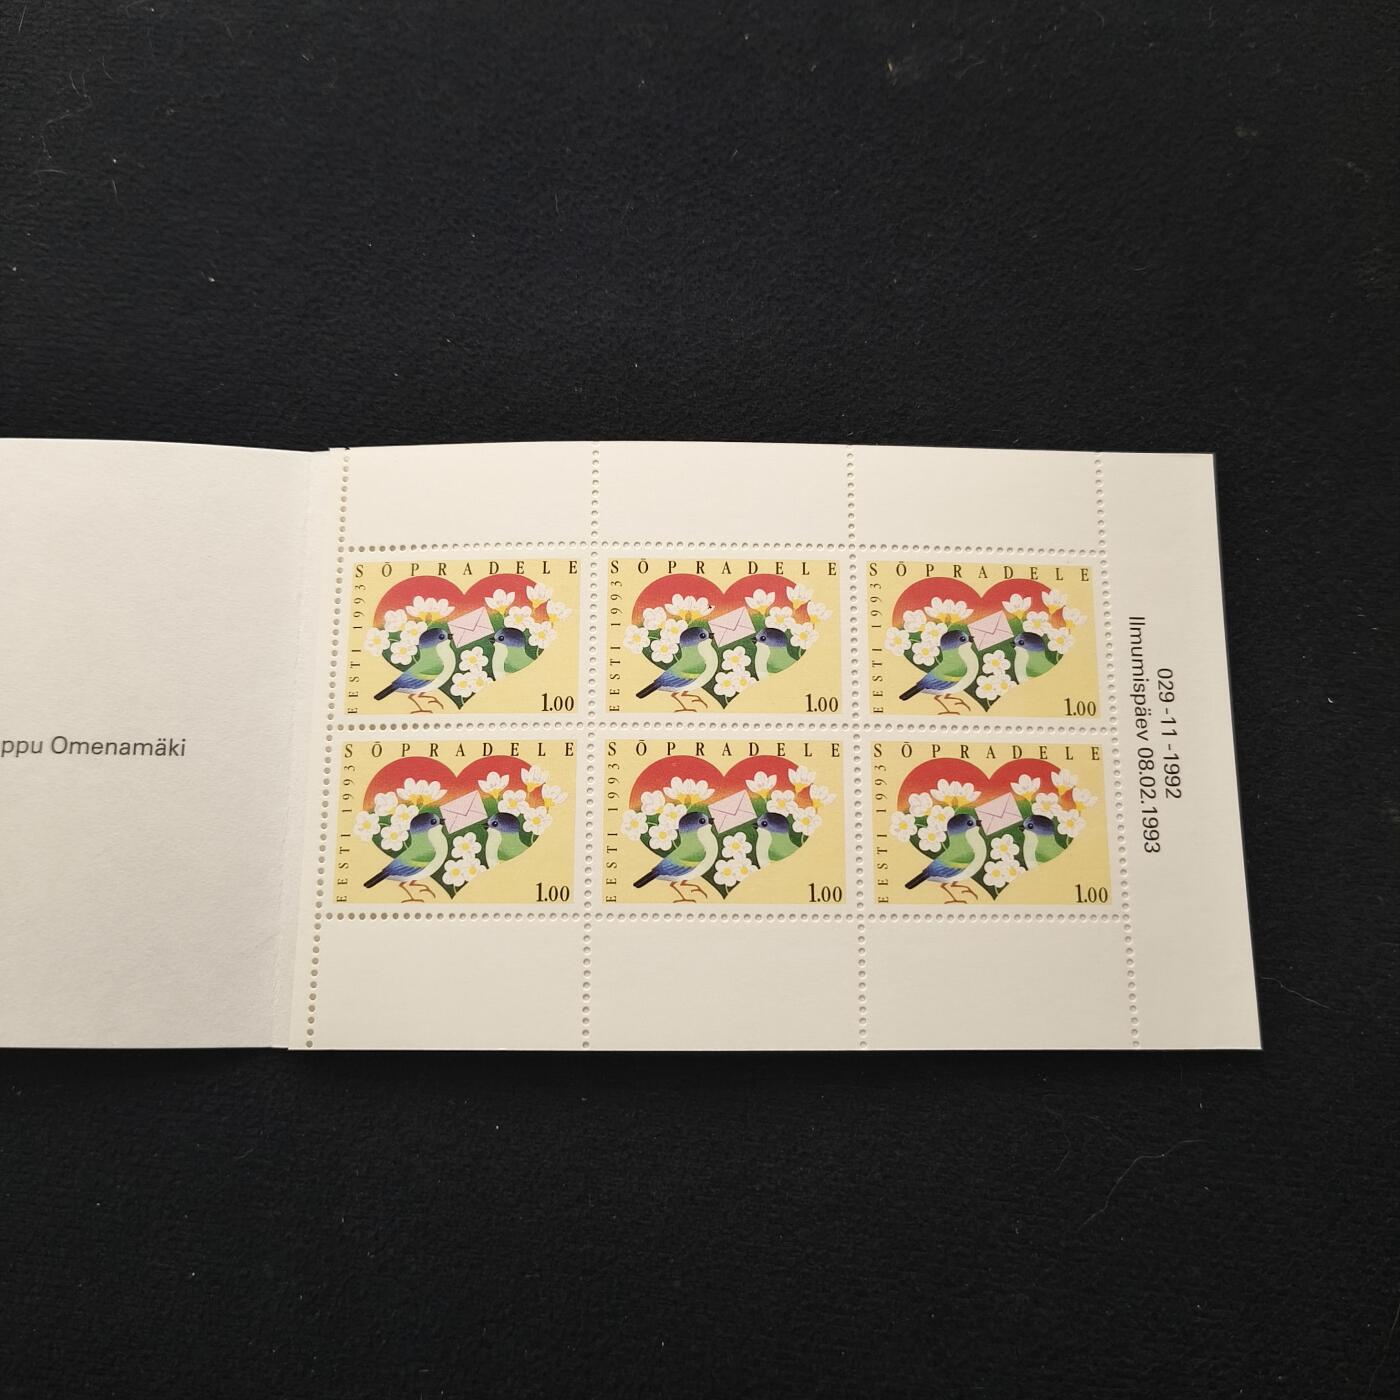 ppu Omenamäki
SÕPRADELE
EESTI 1993
1.00
SÕPRADELE
EESTI 1993
1.00
SÕPRADELE
EESTI 1993
1.00
SÕPRADELE
EESTI 1993
1.00
SÕPRADELE
EESTI 1993
1.00
SÕPRADELE
EESTI 1993
1.00
029-11-1992
Ilmumispäev 08.02.1993